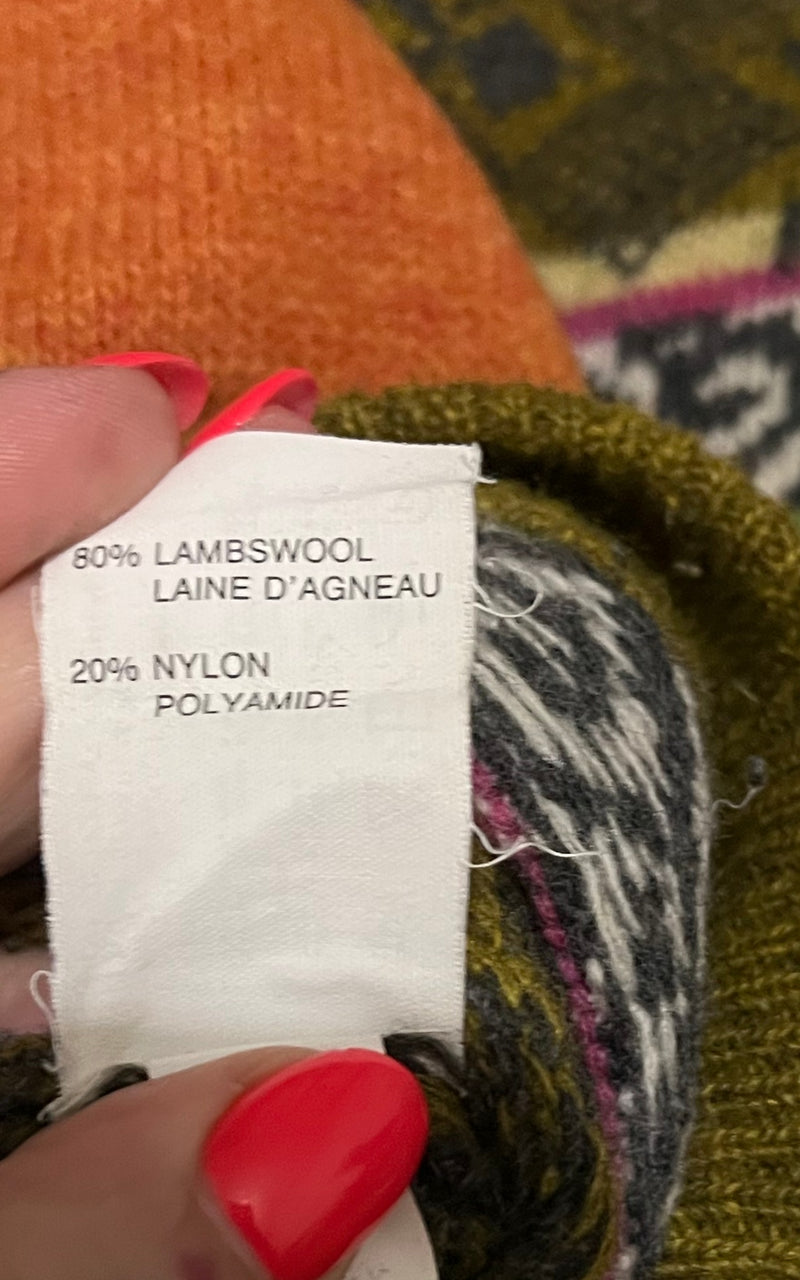 80% LAMBSWOOL
LAINE D'AGNEAU
20% NYLON
POLYAMIDE